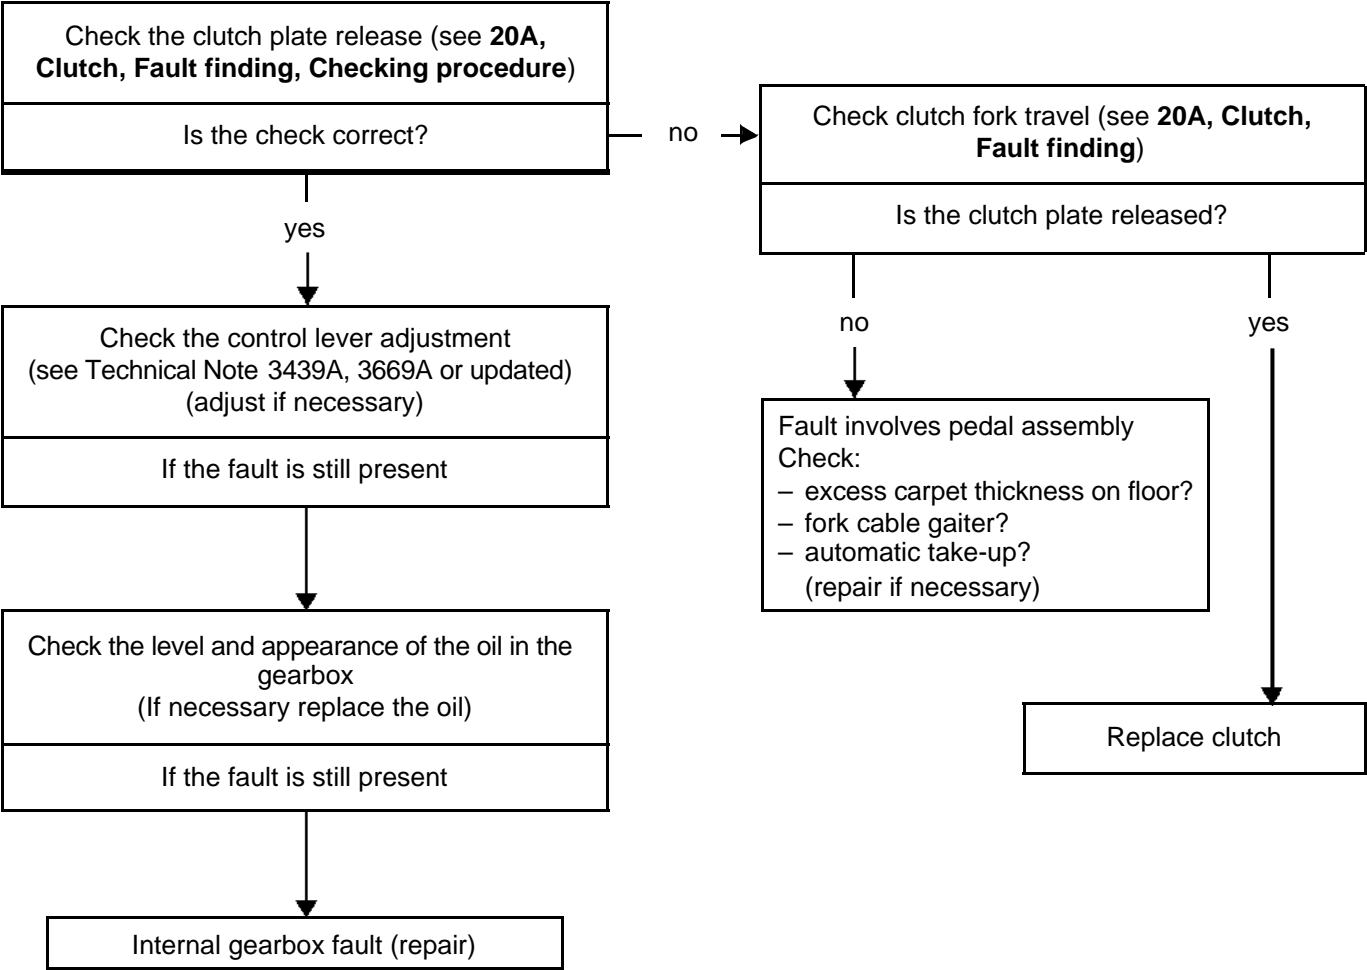 Check the clutch plate release (see 20A,
Clutch, Fault finding, Checking procedure)
Is the check correct?
no
yes
Check clutch fork travel (see 20A, Clutch,
Fault finding)
Is the clutch plate released?
no
yes
Check the control lever adjustment
(see Technical Note 3439A, 3669A or updated)
(adjust if necessary)
If the fault is still present
Fault involves pedal assembly
Check:
– excess carpet thickness on floor?
– fork cable gaiter?
– automatic take-up?
(repair if necessary)
Check the level and appearance of the oil in the
gearbox
(If necessary replace the oil)
If the fault is still present
Replace clutch
Internal gearbox fault (repair)